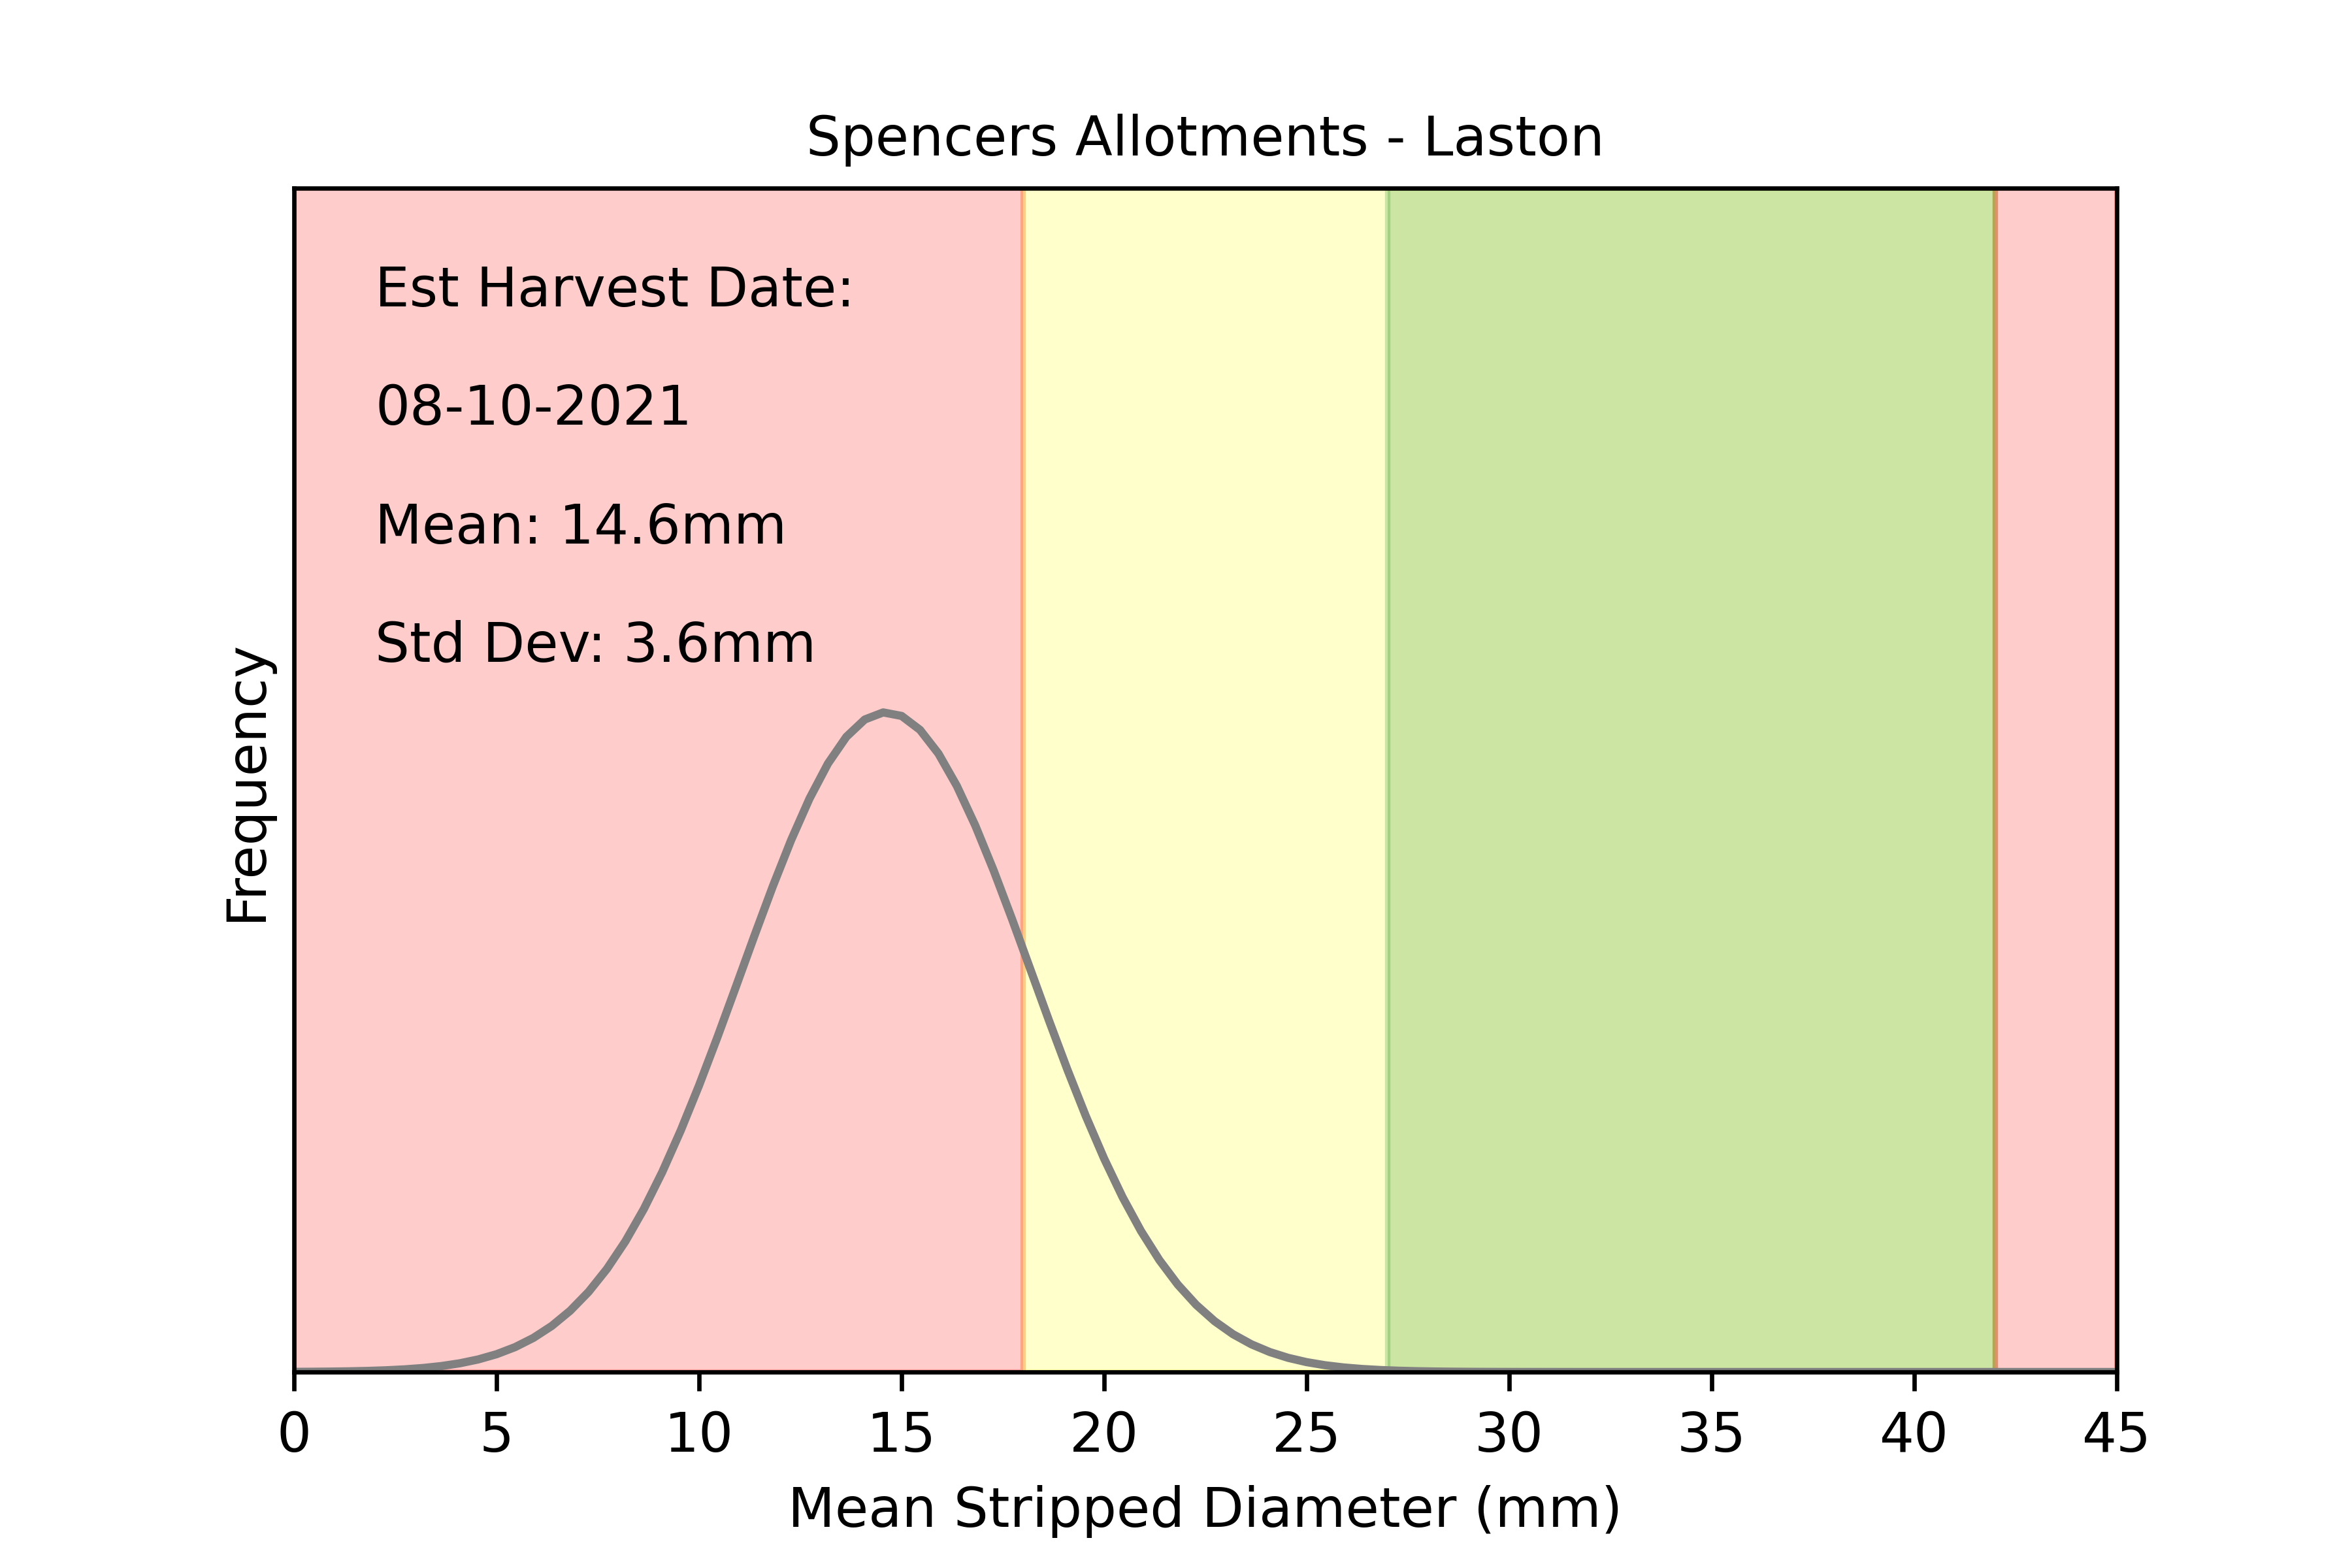 Spencers Allotments - Laston
Est Harvest Date:
08-10-2021
Mean: 14.6mm
Std Dev: 3.6mm
Frequency
0 5 10 15 20 25 30 35 40 45
Mean Stripped Diameter (mm)